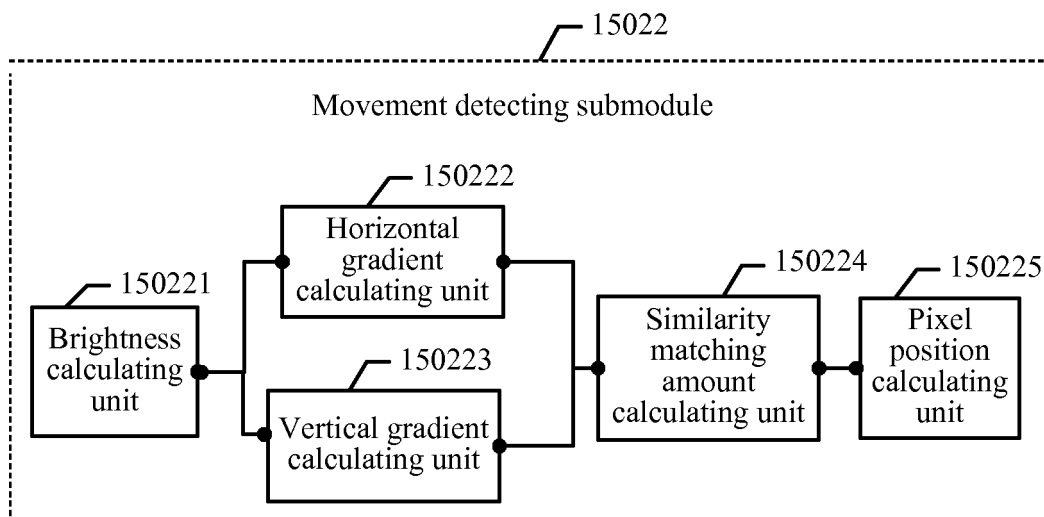 15022
Movement detecting submodule
150222
Horizontal
gradient
calculating unit
150221
Brightness
calculating
unit
150223
Vertical gradient
calculating unit
150224
Similarity
matching
amount
calculating unit
150225
Pixel
position
calculating
unit